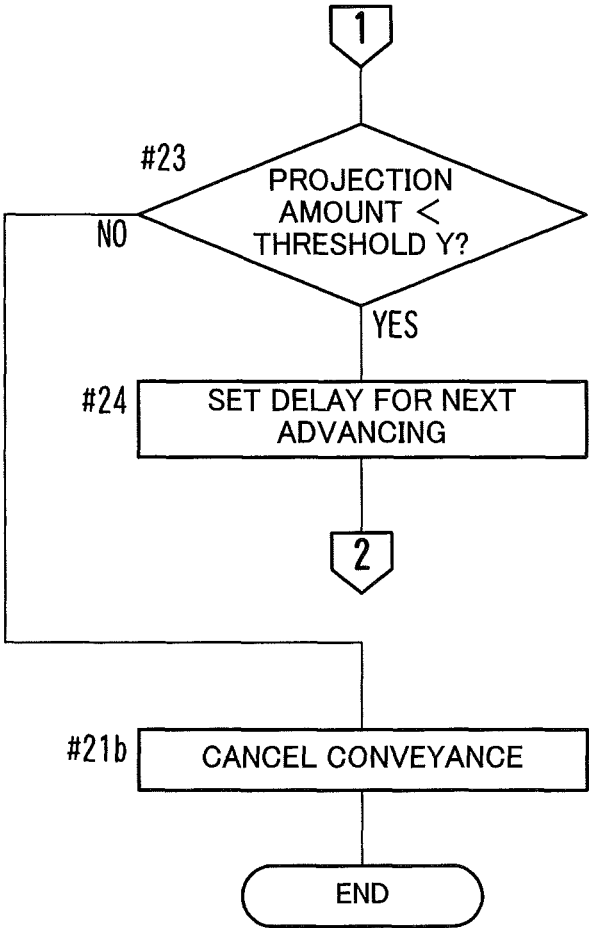 1
#23
PROJECTION
AMOUNT <
THRESHOLD Y?
NO
YES
#24
SET DELAY FOR NEXT
ADVANCING
2
#21b
CANCEL CONVEYANCE
END